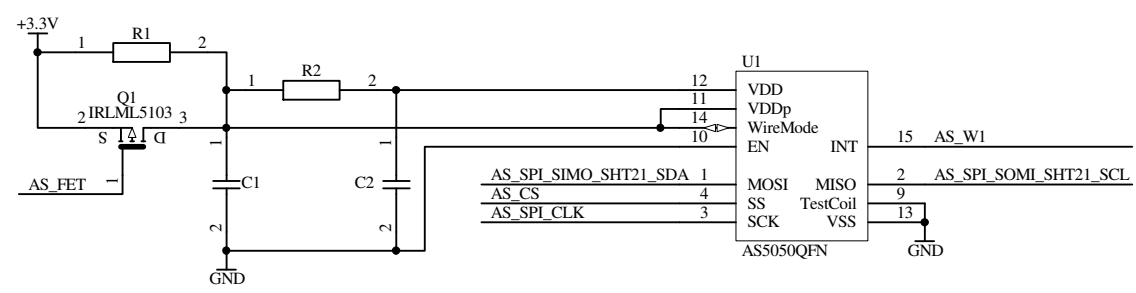 +3.3V
1 R1 2
1 R2 2
Q1
IRLML5103
2 S D 3
1
AS_FET
1 C1 2
1 C2 2
GND
U1
12 VDD
11 VDDp
14 WireMode
10 EN INT 15 AS_W1
AS_SPI_SIMO_SHT21_SDA 1 MOSI MISO 2 AS_SPI_SOMI_SHT21_SCL
AS_CS 4 SS TestCoil 9
AS_SPI_CLK 3 SCK VSS 13
AS5050QFN
GND